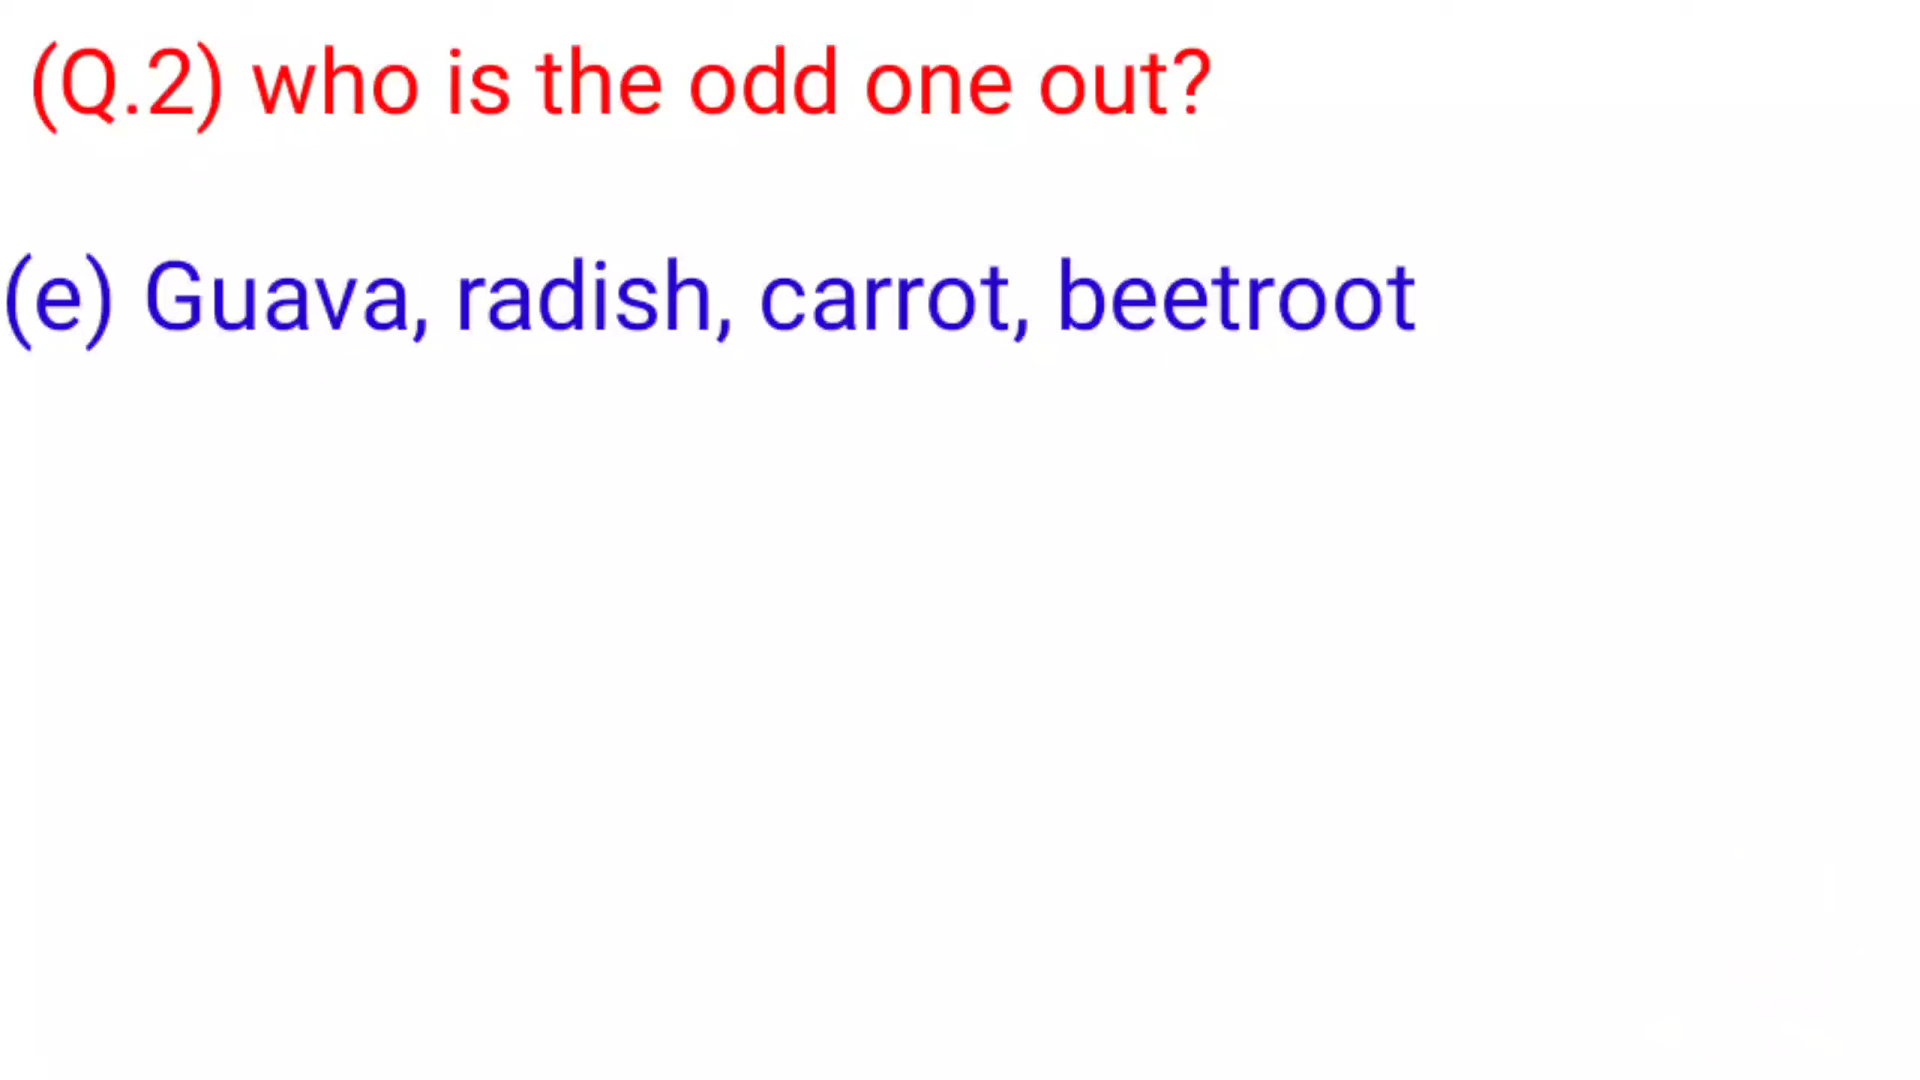 (Q.2) who is the odd one out?
(e) Guava, radish, carrot, beetroot